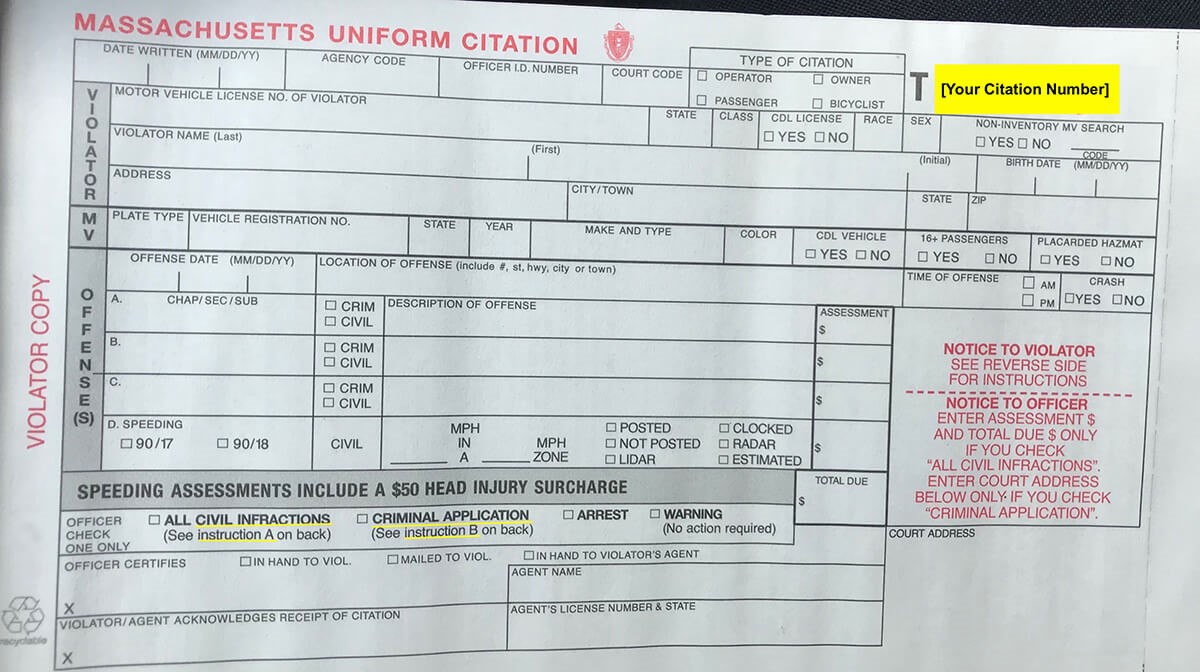 MASSACHUSETTS UNIFORM CITATION
DATE WRITTEN (MM/DD/YY)
AGENCY CODE
OFFICER I.D. NUMBER
COURT CODE
TYPE OF CITATION
OPERATOR
OWNER
PASSENGER
BICYCLIST
T [Your Citation Number]
VIOLATOR
MOTOR VEHICLE LICENSE NO. OF VIOLATOR
STATE
CLASS
CDL LICENSE
YES NO
RACE
SEX
NON-INVENTORY MV SEARCH
YES NO
CODE
VIOLATOR NAME (Last)
(First)
(Initial)
BIRTH DATE (MM/DD/YY)
ADDRESS
CITY/TOWN
STATE
ZIP
MV
PLATE TYPE
VEHICLE REGISTRATION NO.
STATE
YEAR
MAKE AND TYPE
COLOR
CDL VEHICLE
YES NO
16+ PASSENGERS
YES NO
PLACARDED HAZMAT
YES NO
OFFENSE(S)
OFFENSE DATE (MM/DD/YY)
LOCATION OF OFFENSE (include #, st, hwy, city or town)
TIME OF OFFENSE
AM
PM
CRASH
YES NO
A. CHAP/SEC/SUB
CRIM
CIVIL
DESCRIPTION OF OFFENSE
ASSESSMENT
$
B.
CRIM
CIVIL
$
C.
CRIM
CIVIL
$
D. SPEEDING
90/17 90/18
CIVIL
MPH
IN
A
MPH
ZONE
POSTED
NOT POSTED
LIDAR
CLOCKED
RADAR
ESTIMATED
$
NOTICE TO VIOLATOR
SEE REVERSE SIDE
FOR INSTRUCTIONS
NOTICE TO OFFICER
ENTER ASSESSMENT $
AND TOTAL DUE $ ONLY
IF YOU CHECK
“ALL CIVIL INFRACTIONS”.
ENTER COURT ADDRESS
BELOW ONLY IF YOU CHECK
“CRIMINAL APPLICATION”.
SPEEDING ASSESSMENTS INCLUDE A $50 HEAD INJURY SURCHARGE
TOTAL DUE
$
OFFICER
CHECK
ONE ONLY
ALL CIVIL INFRACTIONS
(See instruction A on back)
CRIMINAL APPLICATION
(See instruction B on back)
ARREST
WARNING
(No action required)
COURT ADDRESS
OFFICER CERTIFIES
IN HAND TO VIOL.
MAILED TO VIOL.
IN HAND TO VIOLATOR'S AGENT
X
AGENT NAME
VIOLATOR/AGENT ACKNOWLEDGES RECEIPT OF CITATION
X
AGENT'S LICENSE NUMBER & STATE
VIOLATOR COPY
recyclable